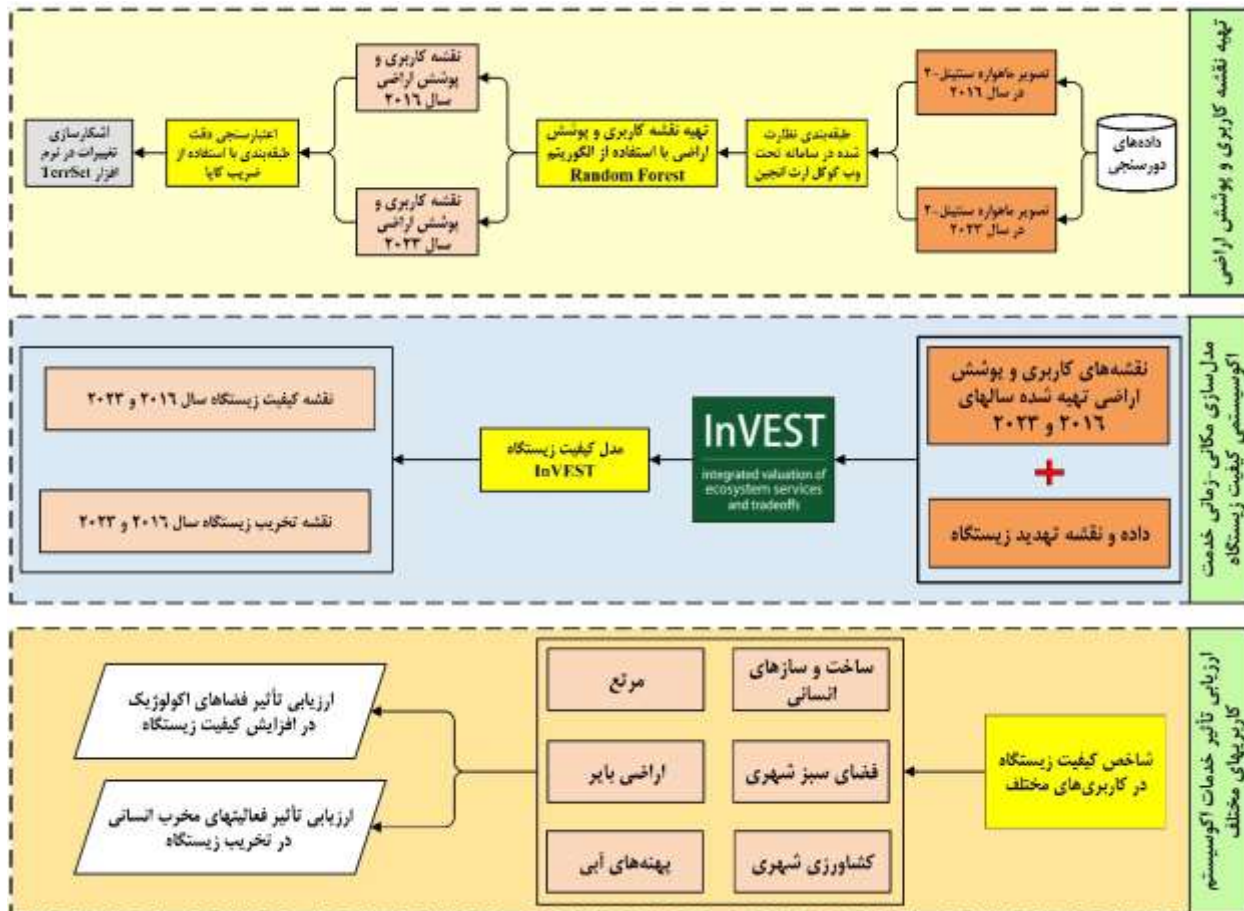 تهیه نقشه کاربری و پوشش اراضی
داده‌های
دورسنجی
تصویر ماهواره سنتینل-۲
در سال ۲۰۱۶
تصویر ماهواره سنتینل-۲
در سال ۲۰۲۳
طبقه‌بندی نظارت
شده در سامانه تحت
وب گوگل ارث انجین
تهیه نقشه کاربری و پوشش
اراضی با استفاده از الگوریتم
Random Forest
نقشه کاربری و
پوشش اراضی
سال ۲۰۱۶
نقشه کاربری و
پوشش اراضی
سال ۲۰۲۳
اعتبارسنجی دقت
طبقه‌بندی با استفاده از
ضریب کاپا
آشکارسازی
تغییرات در نرم
افزار TerrSet
مدل‌سازی مکانی-زمانی خدمت
اکوسیستمی کیفیت زیستگاه
نقشه‌های کاربری و پوشش
اراضی تهیه شده سالهای
۲۰۱۶ و ۲۰۲۳
+
داده و نقشه تهدید زیستگاه
InVEST
integrated valuation of
ecosystem services
and tradeoffs
مدل کیفیت زیستگاه
InVEST
نقشه کیفیت زیستگاه سال ۲۰۱۶ و ۲۰۲۳
نقشه تخریب زیستگاه سال ۲۰۱۶ و ۲۰۲۳
ارزیابی تأثیر خدمات اکوسیستم
کاربریهای مختلف
شاخص کیفیت زیستگاه
در کاربری‌های مختلف
ساخت و سازهای
انسانی
مرتع
فضای سبز شهری
اراضی بایر
کشاورزی شهری
پهنه‌های آبی
ارزیابی تأثیر فضاهای اکولوژیک
در افزایش کیفیت زیستگاه
ارزیابی تأثیر فعالیتهای مخرب انسانی
در تخریب زیستگاه